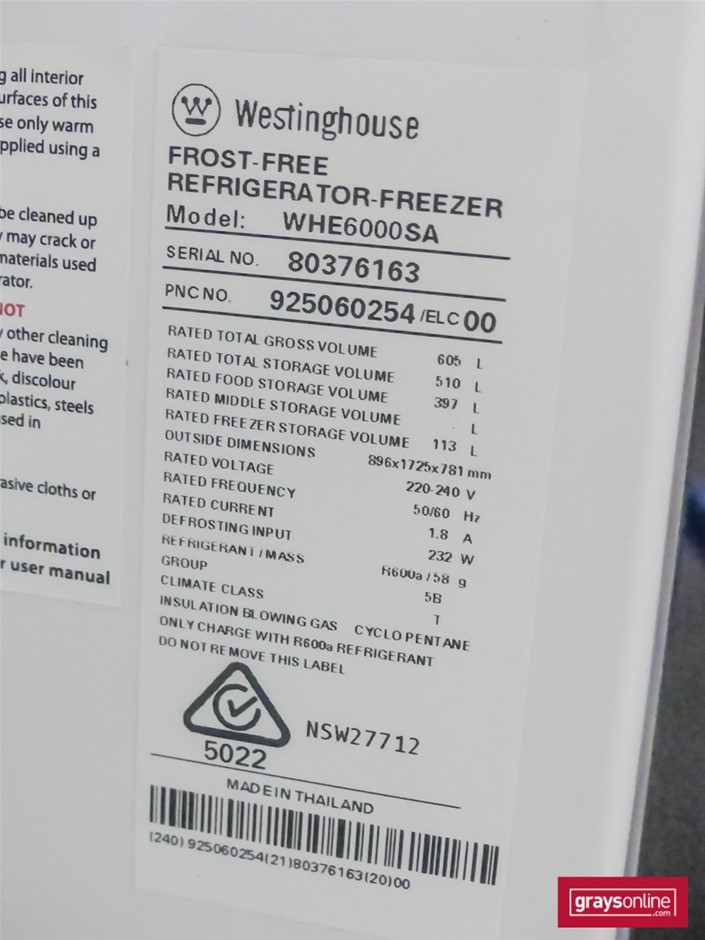 g all interior
urfaces of this
se only warm
pplied using a
be cleaned up
may crack or
materials used
rator.
NOT
other cleaning
e have been
k, discolour
plastics, steels
sed in
asive cloths or
information
r user manual
Westinghouse
FROST-FREE
REFRIGERATOR-FREEZER
Model: WHE6000SA
SERIAL NO. 80376163
PNC NO. 925060254 /ELC 00
RATED TOTAL GROSS VOLUME 605 L
RATED TOTAL STORAGE VOLUME 510 L
RATED FOOD STORAGE VOLUME 397 L
RATED MIDDLE STORAGE VOLUME - L
RATED FREEZER STORAGE VOLUME 113 L
OUTSIDE DIMENSIONS 896x1725x781 mm
RATED VOLTAGE 220-240 V
RATED FREQUENCY 50/60 Hz
RATED CURRENT 1.8 A
DEFROSTING INPUT 232 W
REFRIGERANT / MASS R600a / 58 g
GROUP 5B
CLIMATE CLASS T
INSULATION BLOWING GAS CYCLO PENTANE
ONLY CHARGE WITH R600a REFRIGERANT
DO NOT REMOVE THIS LABEL
NSW27712
5022
MADE IN THAILAND
(240) 925060254(21)80376163(20)00
graysonline
.com